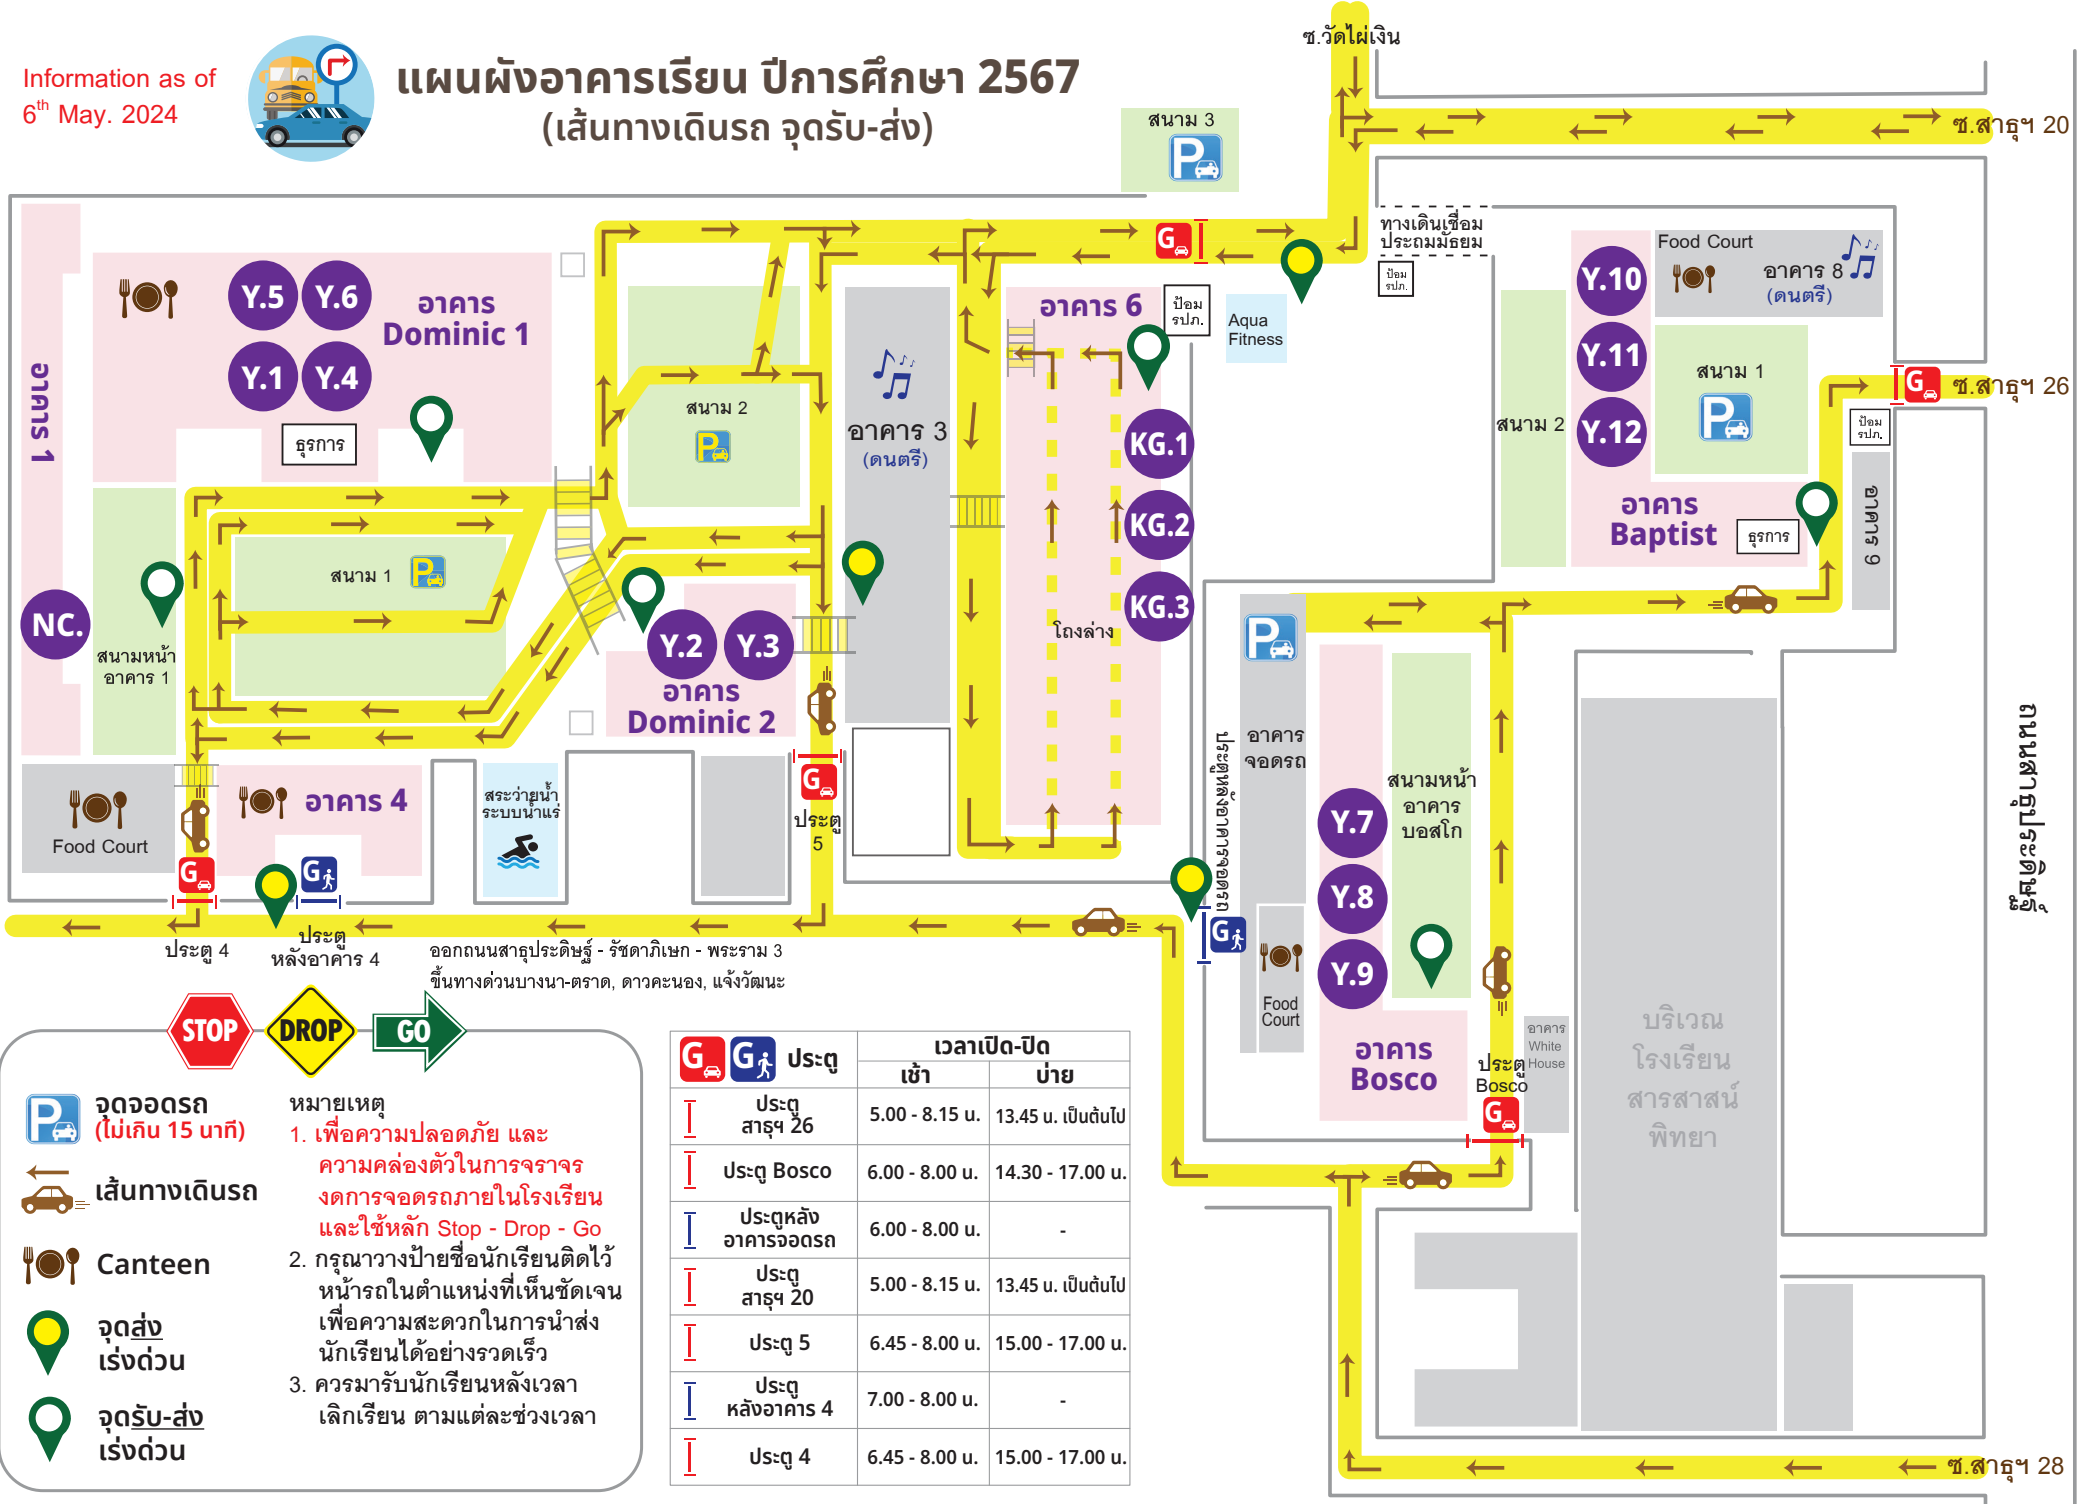 Information as of
6th May. 2024
แผนผังอาคารเรียน ปีการศึกษา 2567
(เส้นทางเดินรถ จุดรับ-ส่ง)
ซ.วัดไผ่เงิน
สนาม 3
P
ซ.สาธุฯ 20
ทางเดินเชื่อม
ประถมมัธยม
ป้อม
รปภ.
G
Aqua
Fitness
ป้อม
รปภ.
อาคาร 1
NC.
Y.5
Y.6
Y.1
Y.4
อาคาร
Dominic 1
ธุรการ
สนามหน้า
อาคาร 1
สนาม 1
P
สนาม 2
P
อาคาร 3
(ดนตรี)
อาคาร 6
KG.1
KG.2
KG.3
โถงล่าง
Y.2
Y.3
อาคาร
Dominic 2
Food Court
อาคาร 4
สระว่ายน้ำ
ระบบน้ำแร่
G
G
G
ประตู
5
ประตู 4
ประตู
หลังอาคาร 4
ออกถนนสาธุประดิษฐ์ - รัชดาภิเษก - พระราม 3
ขึ้นทางด่วนบางนา-ตราด, ดาวคะนอง, แจ้งวัฒนะ
Y.10
Y.11
Y.12
Food Court
อาคาร 8
(ดนตรี)
สนาม 1
P
สนาม 2
อาคาร
Baptist
ธุรการ
G
ซ.สาธุฯ 26
ป้อม
รปภ.
อาคาร 9
P
อาคาร
จอดรถ
ประตูหลังอาคารจอดรถ
G
Food
Court
Y.7
Y.8
Y.9
สนามหน้า
อาคาร
บอสโก
อาคาร
Bosco
ประตู
Bosco
G
อาคาร
White
House
บริเวณ
โรงเรียน
สารสาสน์
พิทยา
ถนนสาธุประดิษฐ์
ซ.สาธุฯ 28
STOP
DROP
GO
P
จุดจอดรถ
(ไม่เกิน 15 นาที)
เส้นทางเดินรถ
Canteen
จุดส่ง
เร่งด่วน
จุดรับ-ส่ง
เร่งด่วน
หมายเหตุ
1. เพื่อความปลอดภัย และ
ความคล่องตัวในการจราจร
งดการจอดรถภายในโรงเรียน
และใช้หลัก Stop - Drop - Go
2. กรุณาวางป้ายชื่อนักเรียนติดไว้
หน้ารถในตำแหน่งที่เห็นชัดเจน
เพื่อความสะดวกในการนำส่ง
นักเรียนได้อย่างรวดเร็ว
3. ควรมารับนักเรียนหลังเวลา
เลิกเรียน ตามแต่ละช่วงเวลา
G G ประตู เวลาเปิด-ปิด
เช้า บ่าย
ประตู
สาธุฯ 26 5.00 - 8.15 น. 13.45 น. เป็นต้นไป
ประตู Bosco 6.00 - 8.00 น. 14.30 - 17.00 น.
ประตูหลัง
อาคารจอดรถ 6.00 - 8.00 น. -
ประตู
สาธุฯ 20 5.00 - 8.15 น. 13.45 น. เป็นต้นไป
ประตู 5 6.45 - 8.00 น. 15.00 - 17.00 น.
ประตู
หลังอาคาร 4 7.00 - 8.00 น. -
ประตู 4 6.45 - 8.00 น. 15.00 - 17.00 น.